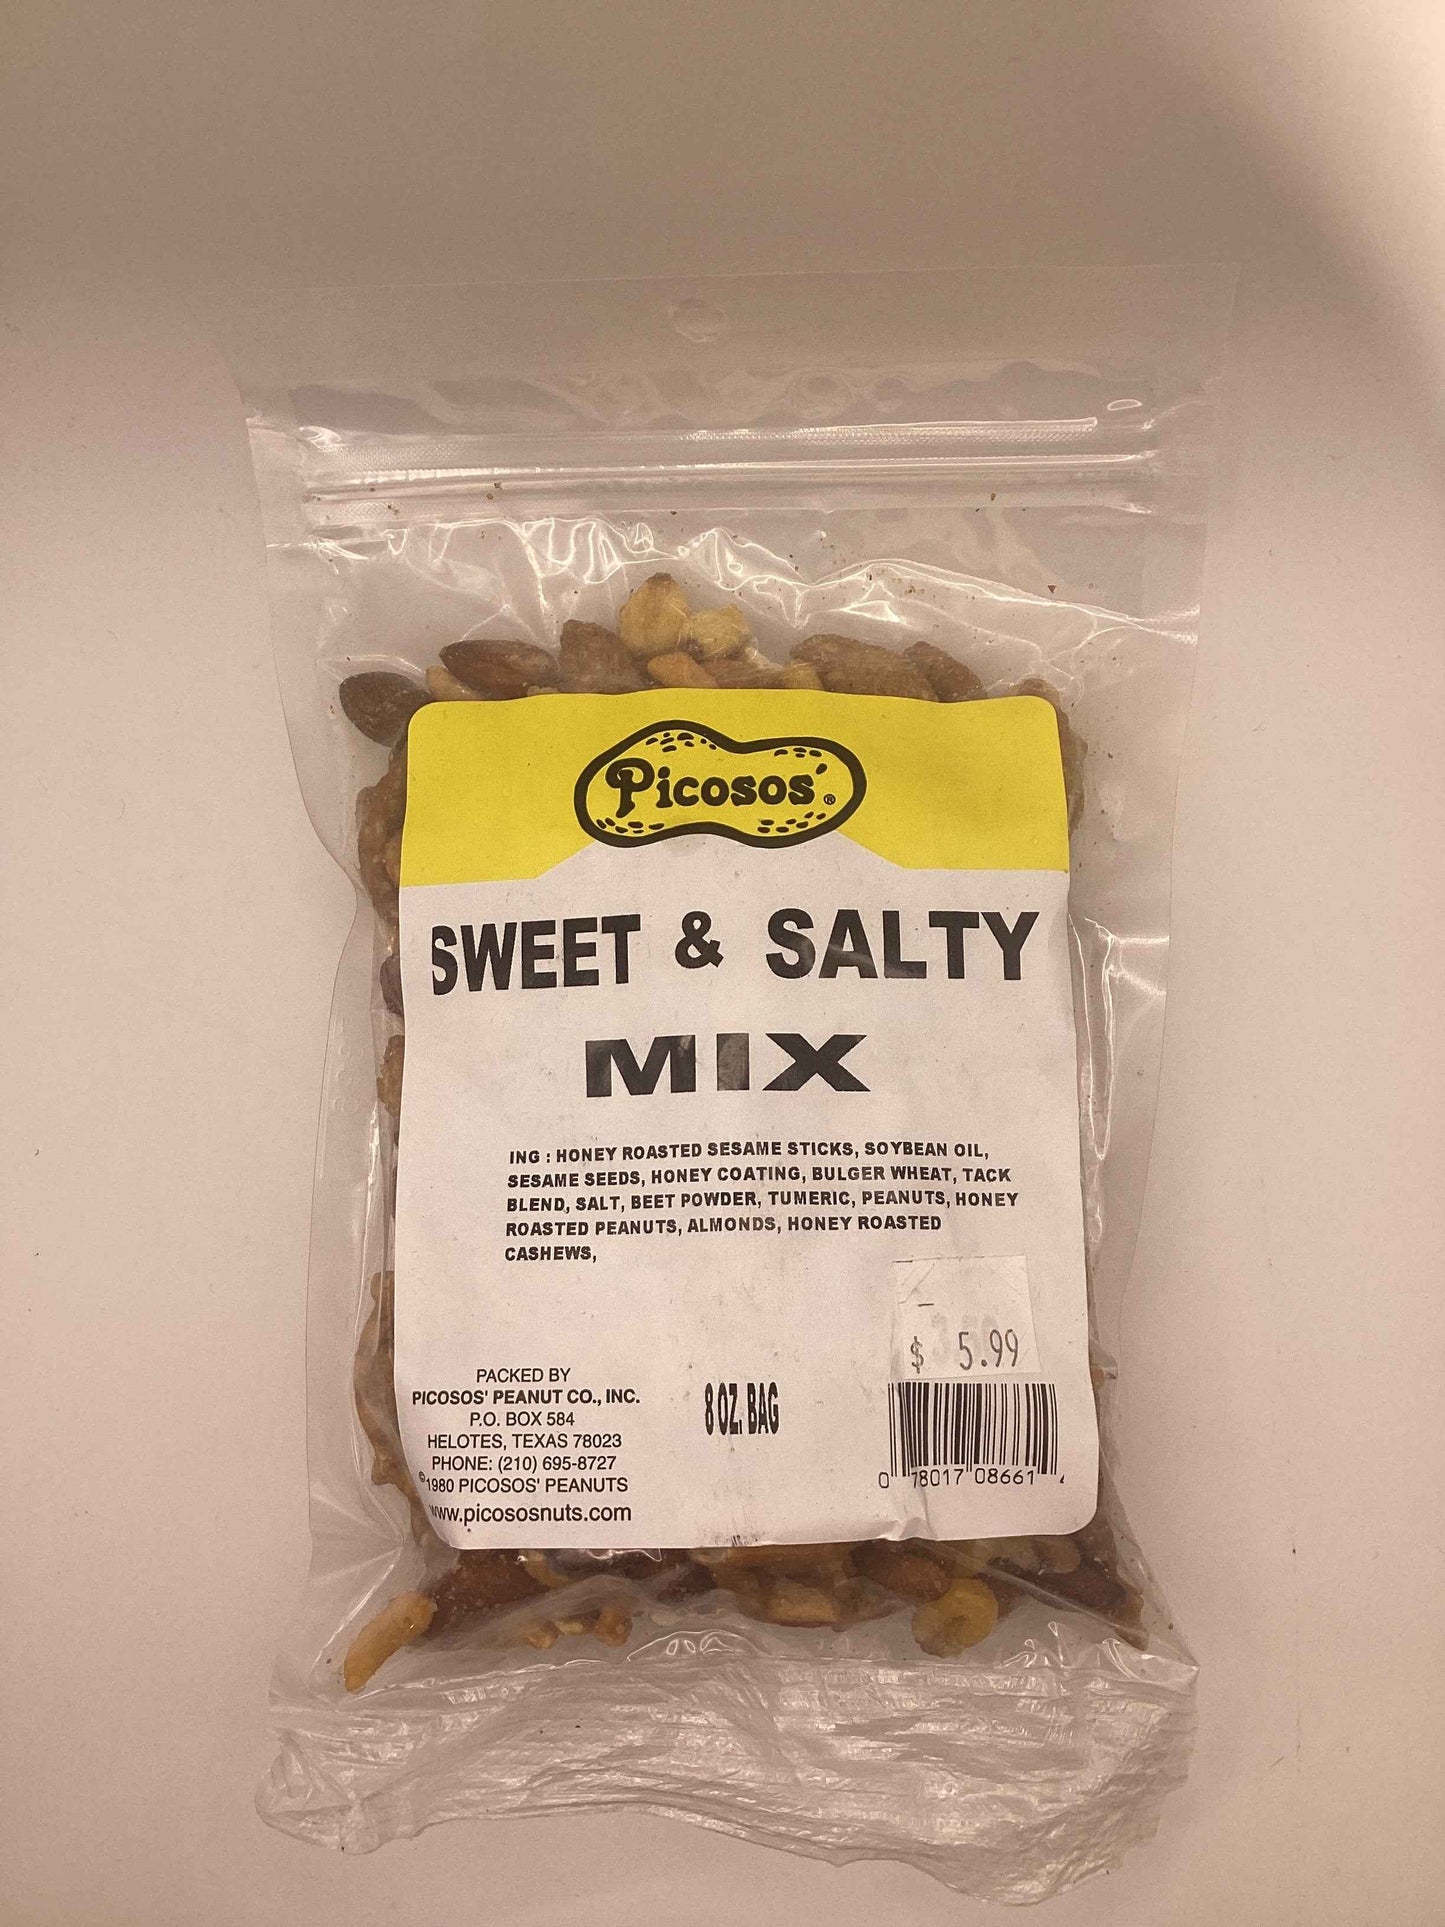 Picosos'®
SWEET & SALTY
MIX
ING : HONEY ROASTED SESAME STICKS, SOYBEAN OIL,
SESAME SEEDS, HONEY COATING, BULGER WHEAT, TACK
BLEND, SALT, BEET POWDER, TUMERIC, PEANUTS, HONEY
ROASTED PEANUTS, ALMONDS, HONEY ROASTED
CASHEWS,
$ 5.99
PACKED BY
PICOSOS' PEANUT CO., INC.
P.O. BOX 584
HELOTES, TEXAS 78023
PHONE: (210) 695-8727
©1980 PICOSOS' PEANUTS
www.picososnuts.com
8 OZ. BAG
0 78017 08661